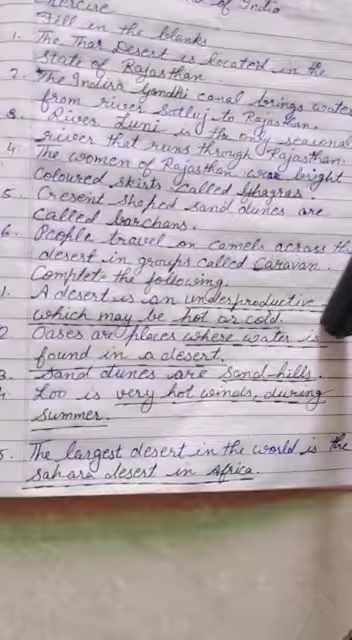 Exercise of India
Fill in the blanks
1. The Thar Desert is located in the
state of Rajasthan
2. The Indira Gandhi canal brings water
from river Sutluj to Rajasthan.
3. River Luni is the only seasonal
river that runs through Rajasthan.
4. The women of Rajasthan wear bright
Coloured skirts called Ghagras.
5. Cresent shaped sand dunes are
called barchans.
6. People travel on camels across the
desert in groups called Caravan.
Complete the following.
1. A desert is an underproductive
which may be hot or cold.
2 Oases are places where water is
found in a desert.
3 Sand dunes are sand-hills.
4. Loo is very hot winds, during
summer.
5. The largest desert in the world is the
Sahara desert in Africa.